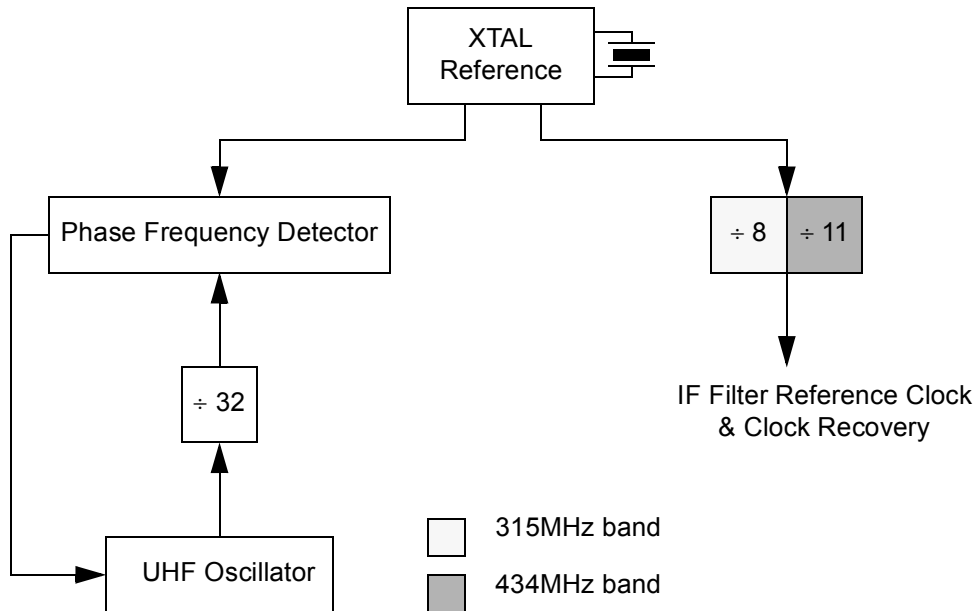 XTAL
Reference
Phase Frequency Detector
÷ 8
÷ 11
÷ 32
IF Filter Reference Clock
& Clock Recovery
UHF Oscillator
315MHz band
434MHz band